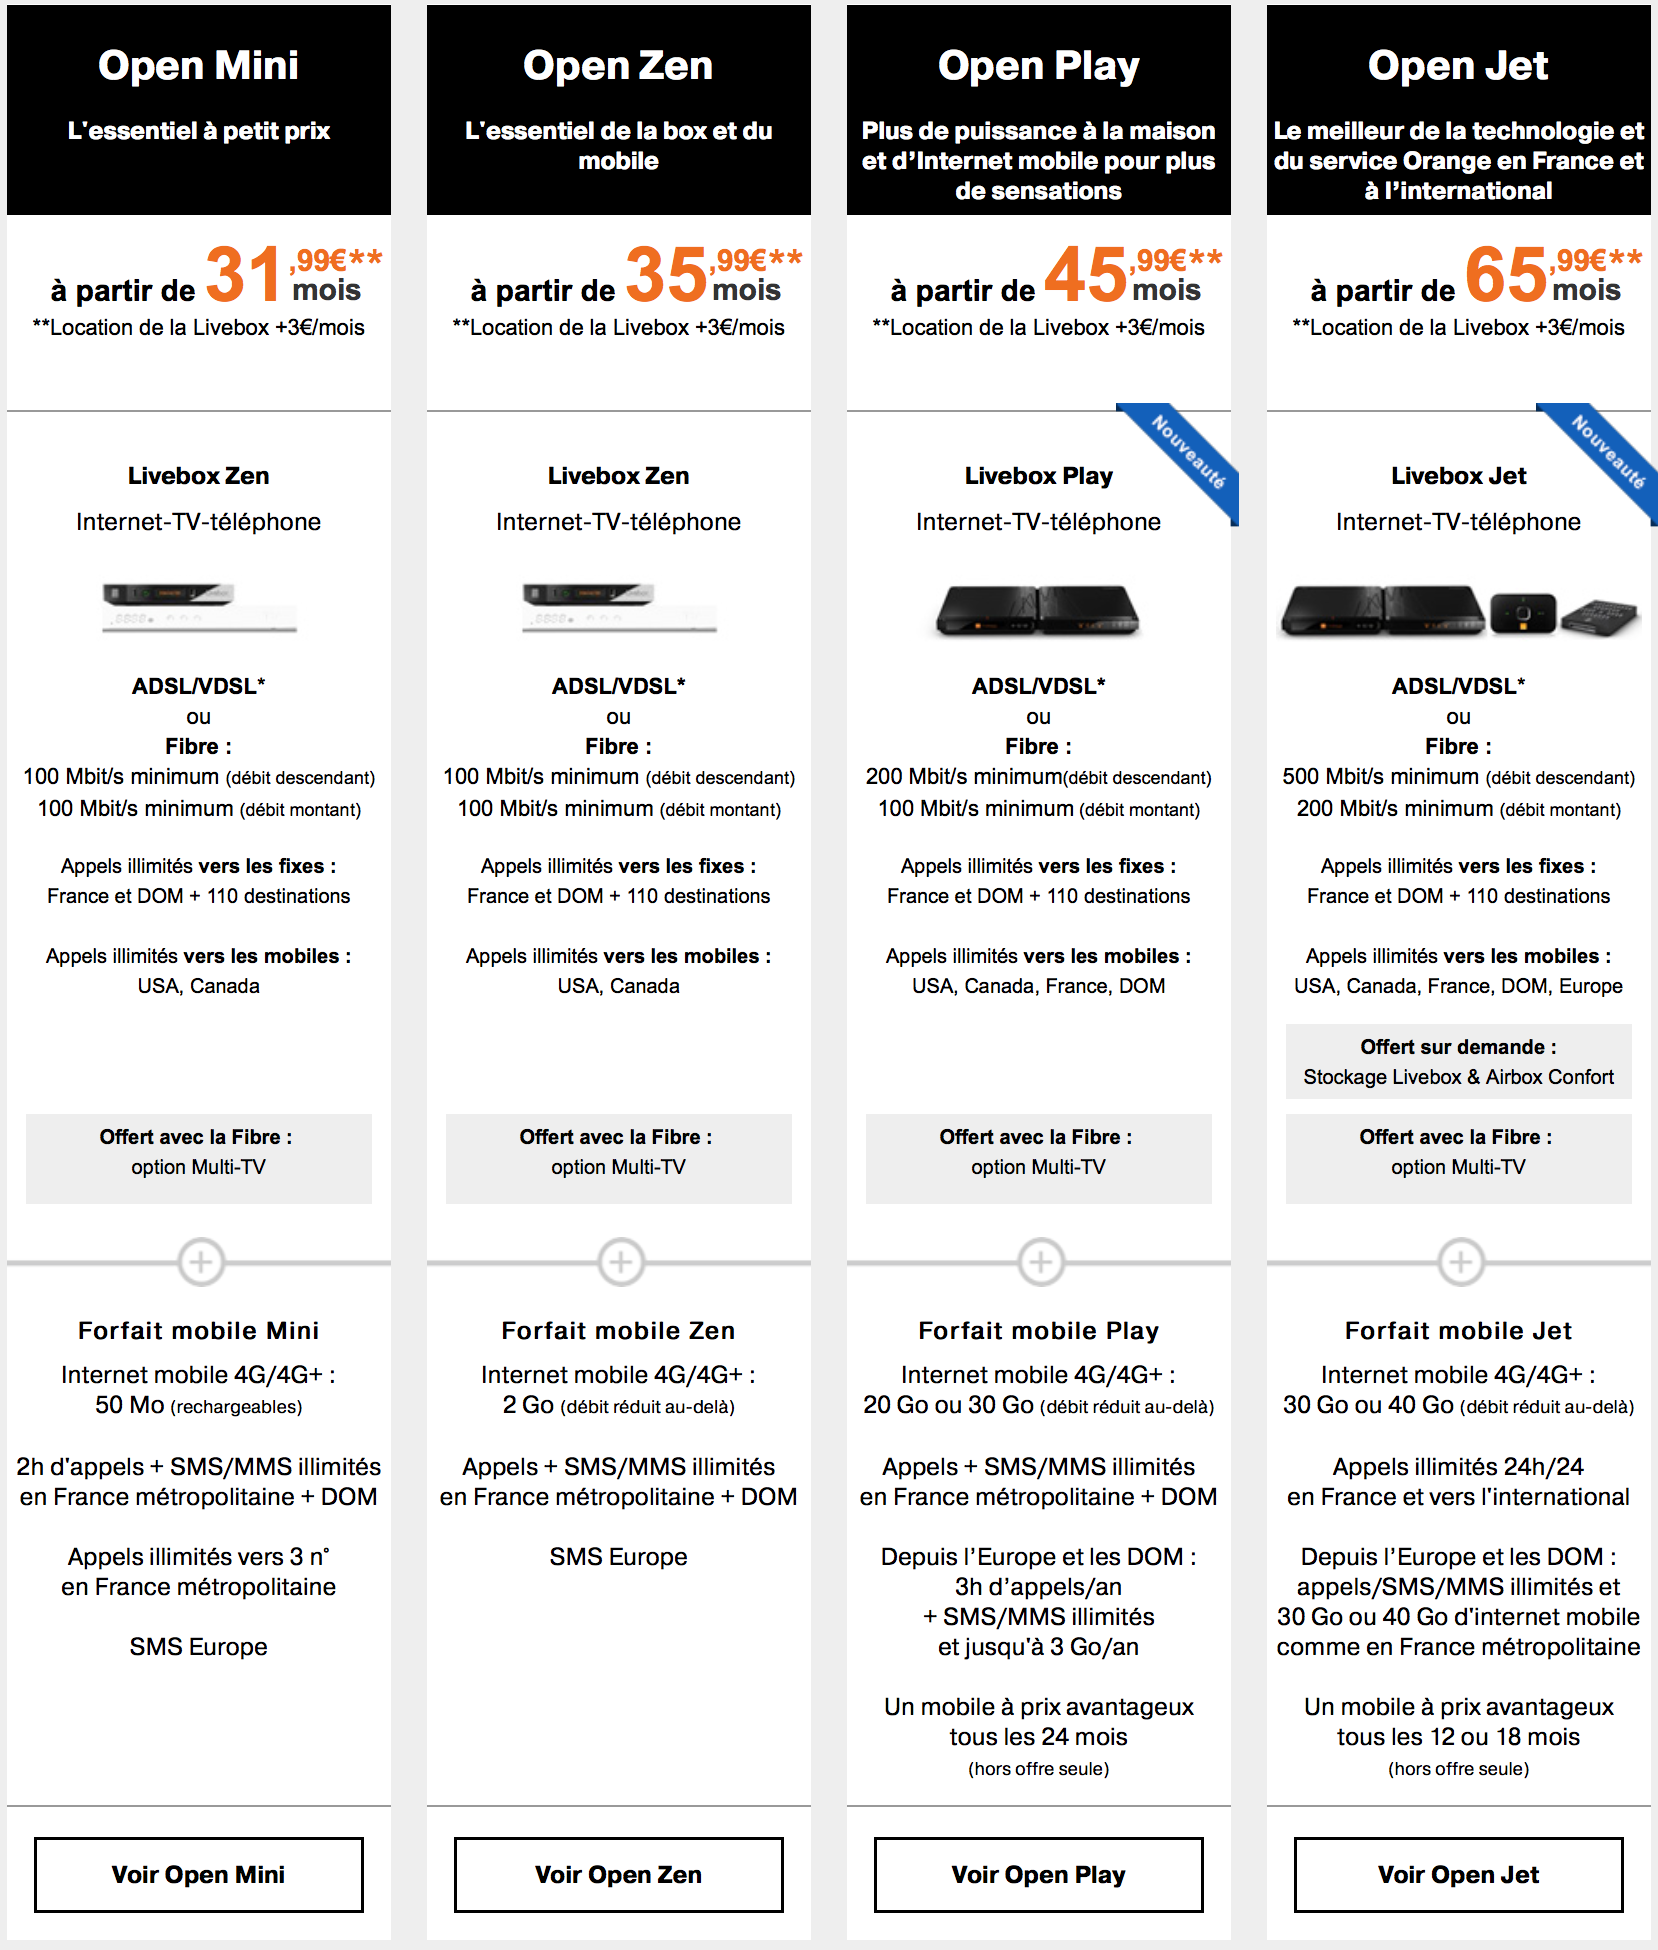 Open Mini
L'essentiel à petit prix
à partir de 31,99€**
mois
**Location de la Livebox +3€/mois
Livebox Zen
Internet-TV-téléphone
ADSL/VDSL*
ou
Fibre :
100 Mbit/s minimum (débit descendant)
100 Mbit/s minimum (débit montant)
Appels illimités vers les fixes :
France et DOM + 110 destinations
Appels illimités vers les mobiles :
USA, Canada
Offert avec la Fibre :
option Multi-TV
Forfait mobile Mini
Internet mobile 4G/4G+ :
50 Mo (rechargeables)
2h d'appels + SMS/MMS illimités
en France métropolitaine + DOM
Appels illimités vers 3 n°
en France métropolitaine
SMS Europe
Voir Open Mini
Open Zen
L'essentiel de la box et du
mobile
à partir de 35,99€**
mois
**Location de la Livebox +3€/mois
Livebox Zen
Internet-TV-téléphone
ADSL/VDSL*
ou
Fibre :
100 Mbit/s minimum (débit descendant)
100 Mbit/s minimum (débit montant)
Appels illimités vers les fixes :
France et DOM + 110 destinations
Appels illimités vers les mobiles :
USA, Canada
Offert avec la Fibre :
option Multi-TV
Forfait mobile Zen
Internet mobile 4G/4G+ :
2 Go (débit réduit au-delà)
Appels + SMS/MMS illimités
en France métropolitaine + DOM
SMS Europe
Voir Open Zen
Open Play
Plus de puissance à la maison
et d’Internet mobile pour plus
de sensations
à partir de 45,99€**
mois
**Location de la Livebox +3€/mois
Nouveauté
Livebox Play
Internet-TV-téléphone
ADSL/VDSL*
ou
Fibre :
200 Mbit/s minimum(débit descendant)
100 Mbit/s minimum (débit montant)
Appels illimités vers les fixes :
France et DOM + 110 destinations
Appels illimités vers les mobiles :
USA, Canada, France, DOM
Offert avec la Fibre :
option Multi-TV
Forfait mobile Play
Internet mobile 4G/4G+ :
20 Go ou 30 Go (débit réduit au-delà)
Appels + SMS/MMS illimités
en France métropolitaine + DOM
Depuis l’Europe et les DOM :
3h d’appels/an
+ SMS/MMS illimités
et jusqu'à 3 Go/an
Un mobile à prix avantageux
tous les 24 mois
(hors offre seule)
Voir Open Play
Open Jet
Le meilleur de la technologie et
du service Orange en France et
à l’international
à partir de 65,99€**
mois
**Location de la Livebox +3€/mois
Nouveauté
Livebox Jet
Internet-TV-téléphone
ADSL/VDSL*
ou
Fibre :
500 Mbit/s minimum (débit descendant)
200 Mbit/s minimum (débit montant)
Appels illimités vers les fixes :
France et DOM + 110 destinations
Appels illimités vers les mobiles :
USA, Canada, France, DOM, Europe
Offert sur demande :
Stockage Livebox & Airbox Confort
Offert avec la Fibre :
option Multi-TV
Forfait mobile Jet
Internet mobile 4G/4G+ :
30 Go ou 40 Go (débit réduit au-delà)
Appels illimités 24h/24
en France et vers l'international
Depuis l’Europe et les DOM :
appels/SMS/MMS illimités et
30 Go ou 40 Go d'internet mobile
comme en France métropolitaine
Un mobile à prix avantageux
tous les 12 ou 18 mois
(hors offre seule)
Voir Open Jet